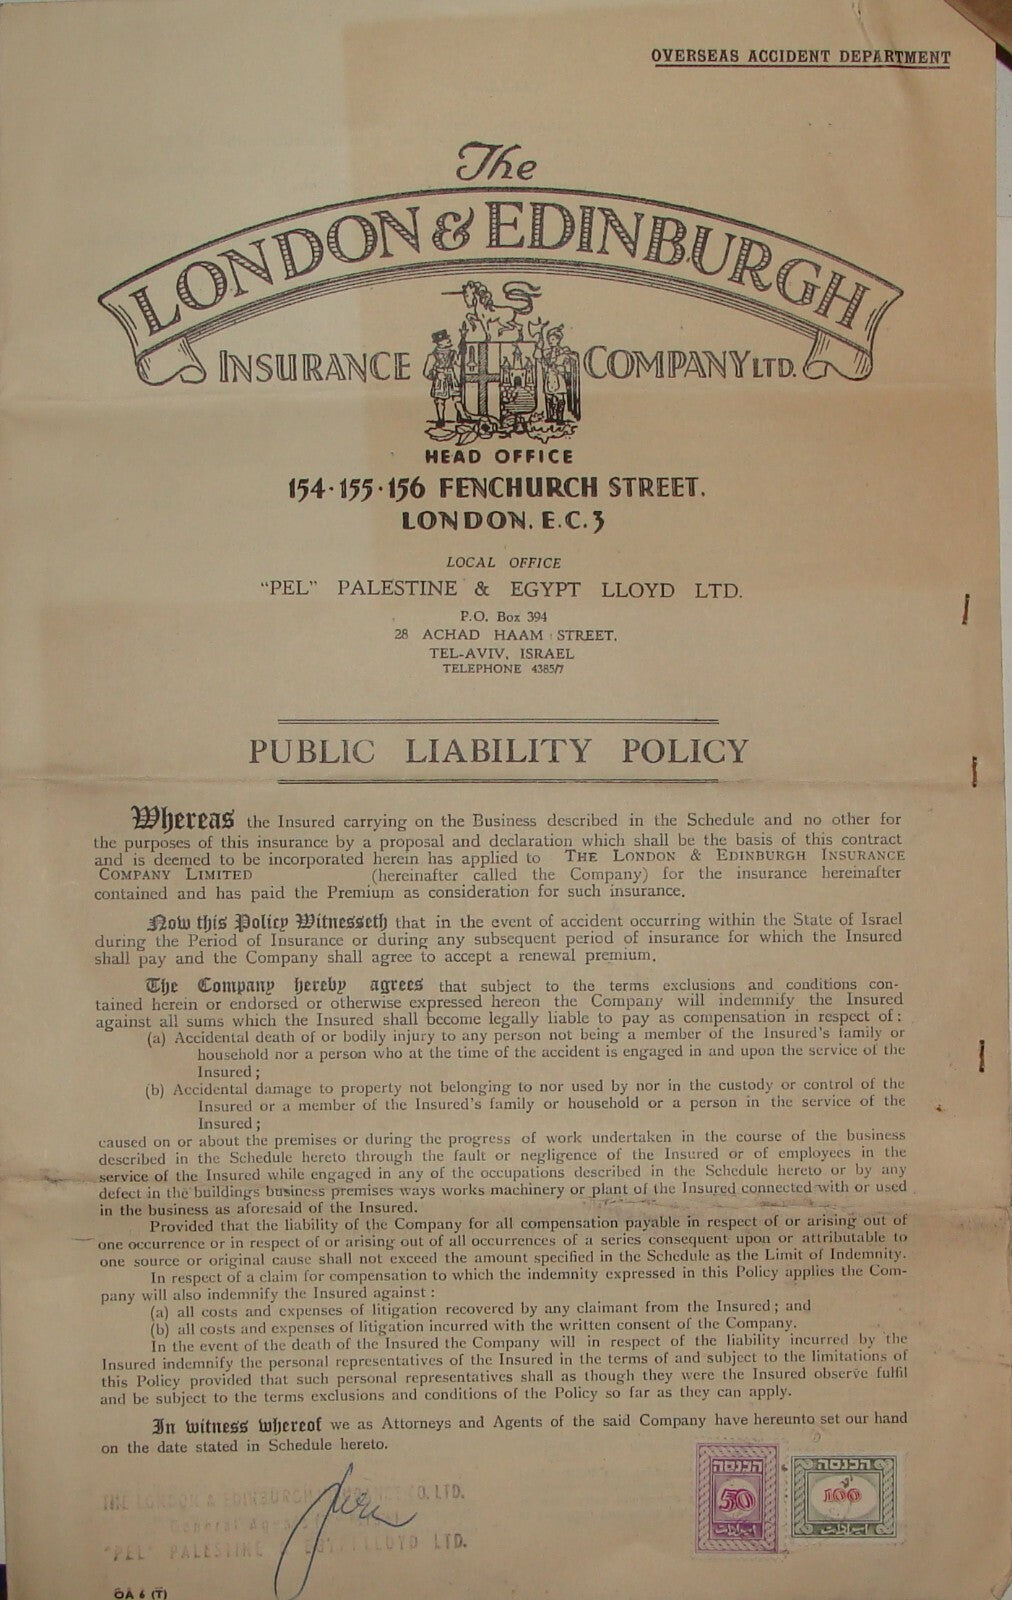 OVERSEAS ACCIDENT DEPARTMENT
The
LONDON & EDINBURGH
INSURANCE COMPANY LTD.
HEAD OFFICE
154·155·156 FENCHURCH STREET.
LONDON. E.C.3
LOCAL OFFICE
"PEL" PALESTINE & EGYPT LLOYD LTD.
P.O. Box 394
28 ACHAD HAAM STREET.
TEL-AVIV, ISRAEL
TELEPHONE 4385/7
PUBLIC LIABILITY POLICY
Whereas the Insured carrying on the Business described in the Schedule and no other for
the purposes of this insurance by a proposal and declaration which shall be the basis of this contract
and is deemed to be incorporated herein has applied to THE LONDON & EDINBURGH INSURANCE
COMPANY LIMITED (hereinafter called the Company) for the insurance hereinafter
contained and has paid the Premium as consideration for such insurance.
Now this Policy Witnesseth that in the event of accident occurring within the State of Israel
during the Period of Insurance or during any subsequent period of insurance for which the Insured
shall pay and the Company shall agree to accept a renewal premium.
The Company hereby agrees that subject to the terms exclusions and conditions con-
tained herein or endorsed or otherwise expressed hereon the Company will indemnify the Insured
against all sums which the Insured shall become legally liable to pay as compensation in respect of :
(a) Accidental death of or bodily injury to any person not being a member of the Insured's family or
household nor a person who at the time of the accident is engaged in and upon the service of the
Insured ;
(b) Accidental damage to property not belonging to nor used by nor in the custody or control of the
Insured or a member of the Insured's family or household or a person in the service of the
Insured ;
caused on or about the premises or during the progress of work undertaken in the course of the business
described in the Schedule hereto through the fault or negligence of the Insured or of employees in the
service of the Insured while engaged in any of the occupations described in the Schedule hereto or by any
defect in the buildings business premises ways works machinery or plant of the Insured connected with or used
in the business as aforesaid of the Insured.
Provided that the liability of the Company for all compensation payable in respect of or arising out of
one occurrence or in respect of or arising out of all occurrences of a series consequent upon or attributable to
one source or original cause shall not exceed the amount specified in the Schedule as the Limit of Indemnity.
In respect of a claim for compensation to which the indemnity expressed in this Policy applies the Com-
pany will also indemnify the Insured against :
(a) all costs and expenses of litigation recovered by any claimant from the Insured ; and
(b) all costs and expenses of litigation incurred with the written consent of the Company.
In the event of the death of the Insured the Company will in respect of the liability incurred by the
Insured indemnify the personal representatives of the Insured in the terms of and subject to the limitations of
this Policy provided that such personal representatives shall as though they were the Insured observe fulfil
and be subject to the terms exclusions and conditions of the Policy so far as they can apply.
In witness whereof we as Attorneys and Agents of the said Company have hereunto set our hand
on the date stated in Schedule hereto.
THE LONDON & EDINBURGH CO. LTD.
General
"PEL" PALESTINE EGYPT LLOYD LTD.
הכנסה
50
ايرادات
הכנסה
100
ايرادات
OA 6 (T)